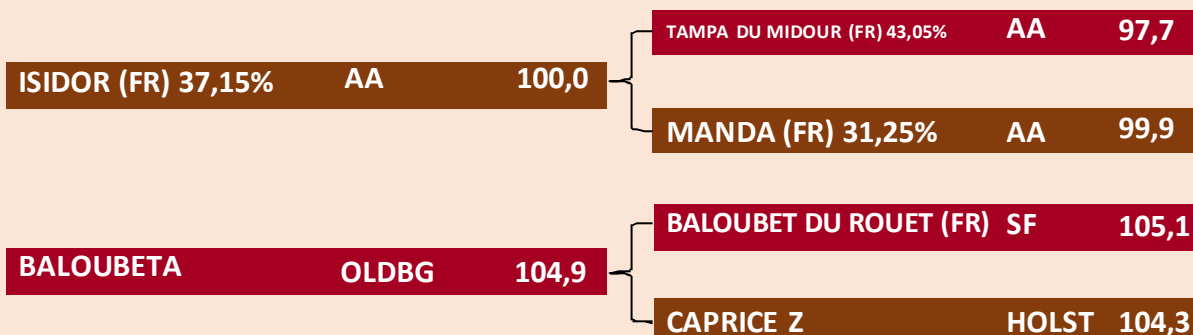 TAMPA DU MIDOUR (FR) 43,05% AA 97,7
ISIDOR (FR) 37,15% AA 100,0
MANDA (FR) 31,25% AA 99,9
BALOUBET DU ROUET (FR) SF 105,1
BALOUBETA OLDBG 104,9
CAPRICE Z HOLST 104,3